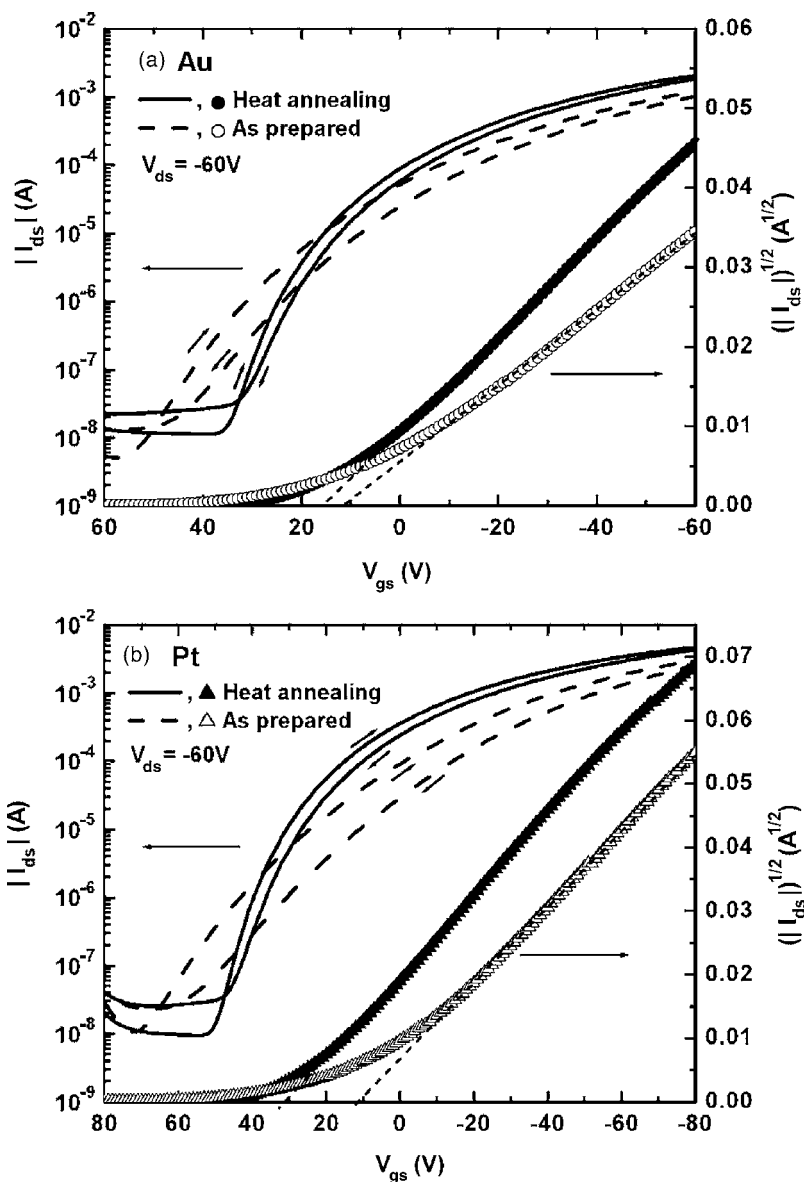 (a) Au
—— , ● Heat annealing
– – , ○ As prepared
V_ds = -60V
10^-2
10^-3
10^-4
10^-5
10^-6
10^-7
10^-8
10^-9
| I_ds | (A)
60 40 20 0 -20 -40 -60
V_gs (V)
0.06
0.05
0.04
0.03
0.02
0.01
0.00
(| I_ds |)^1/2 (A^1/2)
(b) Pt
—— , ▲ Heat annealing
– – , △ As prepared
V_ds = -60V
10^-2
10^-3
10^-4
10^-5
10^-6
10^-7
10^-8
10^-9
| I_ds | (A)
80 60 40 20 0 -20 -40 -60 -80
V_gs (V)
0.07
0.06
0.05
0.04
0.03
0.02
0.01
0.00
(| I_ds |)^1/2 (A^1/2)